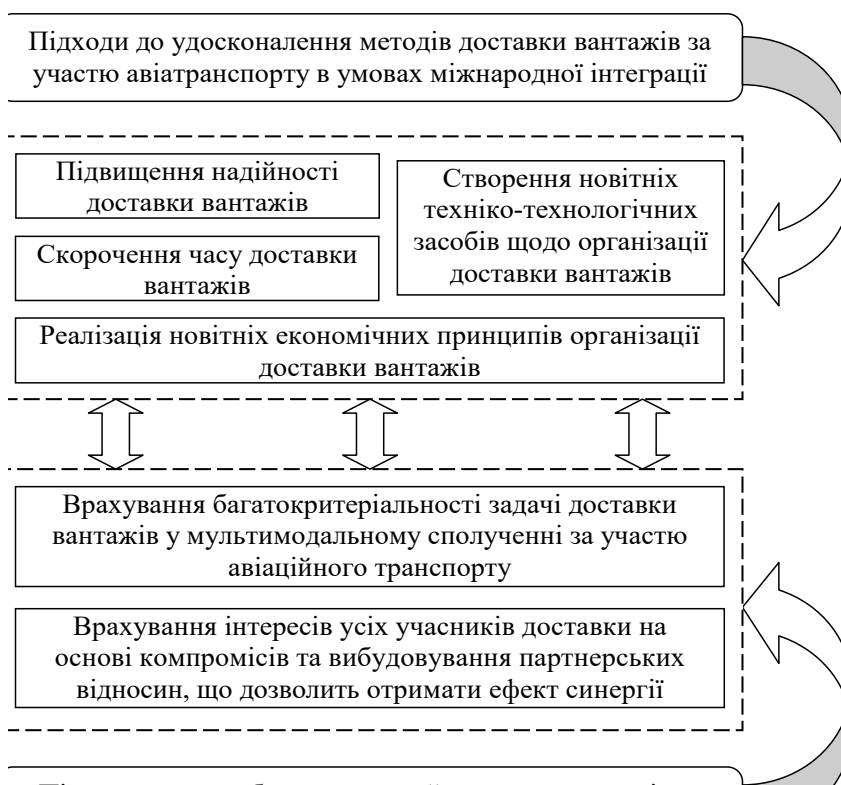 Підходи до удосконалення методів доставки вантажів за
участю авіатранспорту в умовах міжнародної інтеграції
Підвищення надійності
доставки вантажів
Скорочення часу доставки
вантажів
Створення новітніх
техніко-технологічних
засобів щодо організації
доставки вантажів
Реалізація новітніх економічних принципів організації
доставки вантажів
Врахування багатокритеріальності задачі доставки
вантажів у мультимодальному сполученні за участю
авіаційного транспорту
Врахування інтересів усіх учасників доставки на
основі компромісів та вибудовування партнерських
відносин, що дозволить отримати ефект синергії